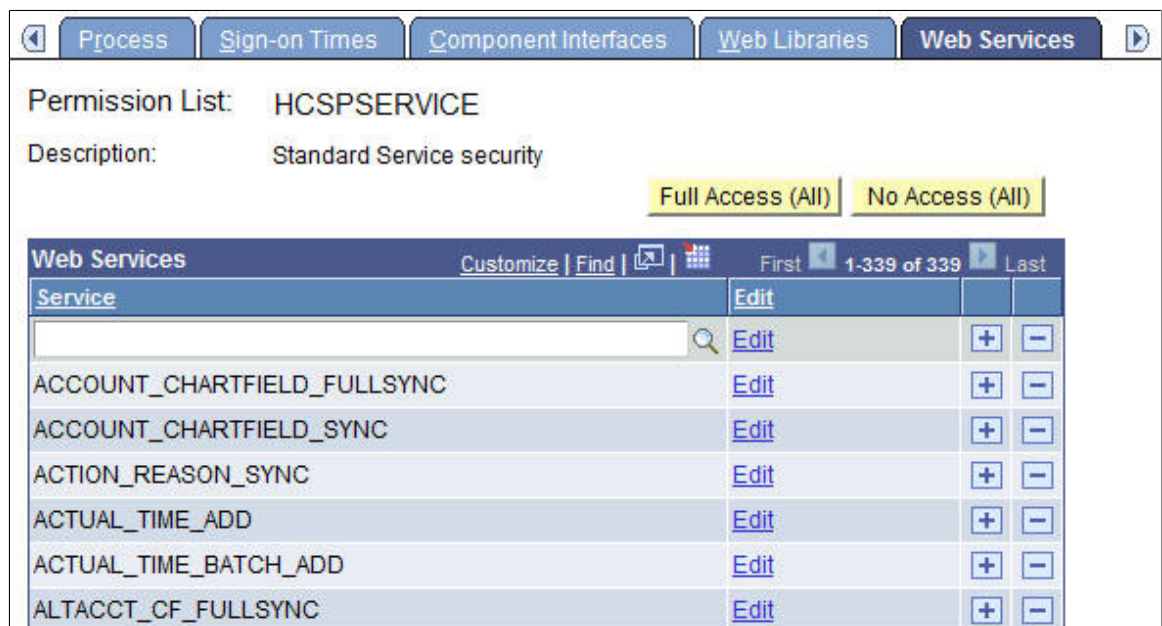 Process Sign-on Times Component Interfaces Web Libraries Web Services
Permission List: HCSPSERVICE
Description: Standard Service security
Full Access (All) No Access (All)
Web Services Customize | Find | | First 1-339 of 339 Last
Service Edit
Edit
ACCOUNT_CHARTFIELD_FULLSYNC Edit
ACCOUNT_CHARTFIELD_SYNC Edit
ACTION_REASON_SYNC Edit
ACTUAL_TIME_ADD Edit
ACTUAL_TIME_BATCH_ADD Edit
ALTACCT_CF_FULLSYNC Edit